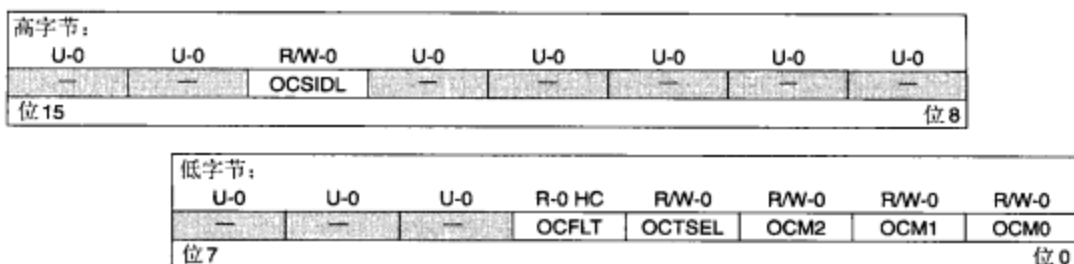 高字节：
U-0 U-0 R/W-0 U-0 U-0 U-0 U-0 U-0
— — OCSIDL — — — — —
位15 位8
低字节：
U-0 U-0 U-0 R-0 HC R/W-0 R/W-0 R/W-0 R/W-0
— — — OCFLT OCTSEL OCM2 OCM1 OCM0
位7 位0